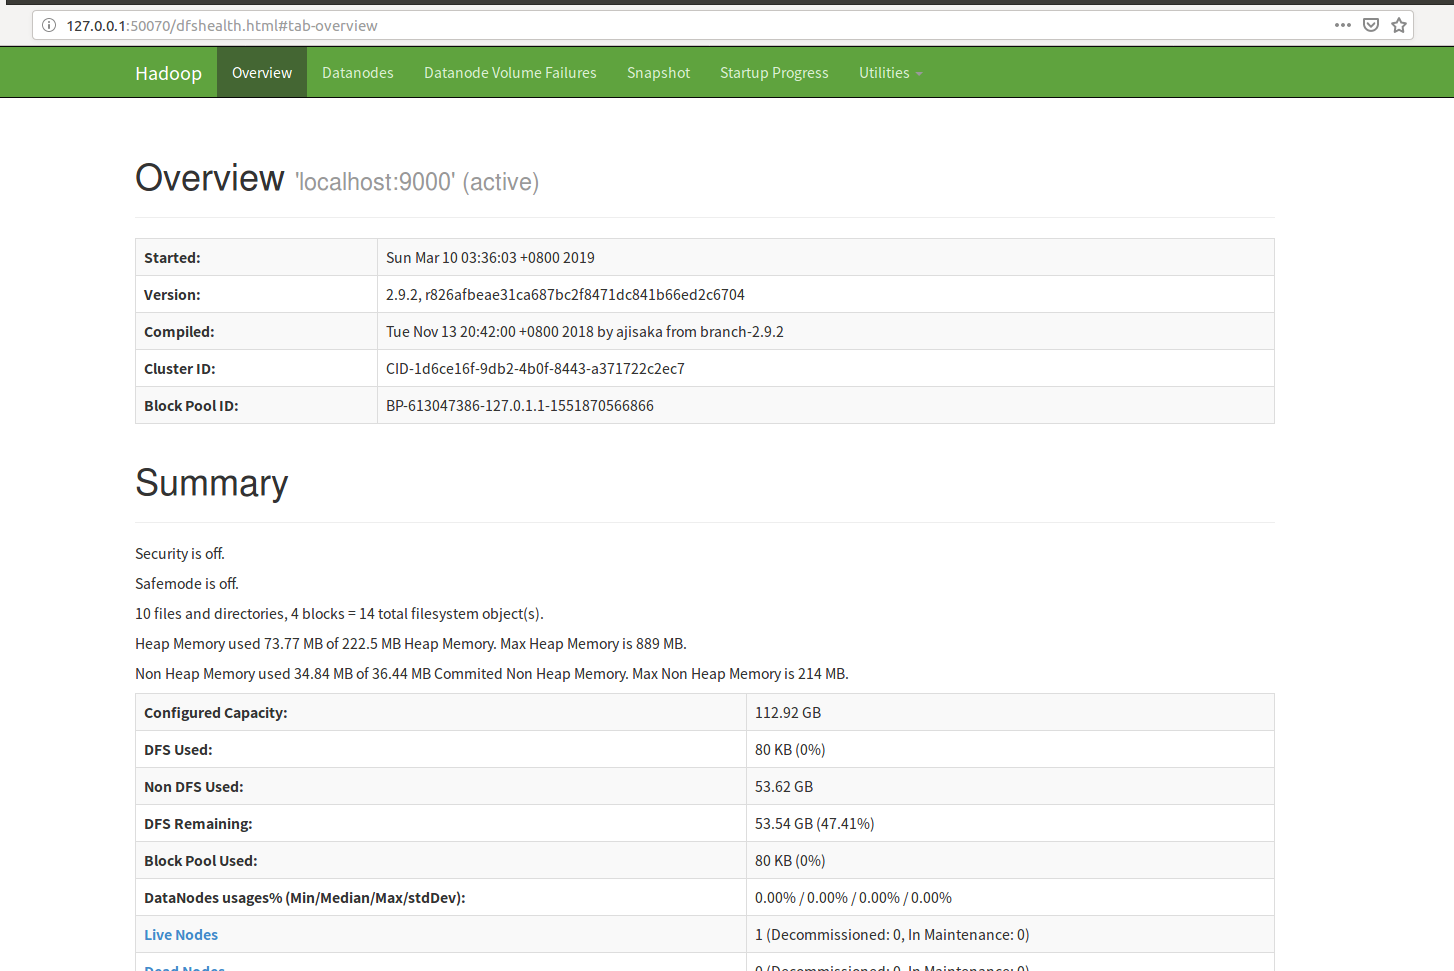 127.0.0.1:50070/dfshealth.html#tab-overview
Hadoop Overview Datanodes Datanode Volume Failures Snapshot Startup Progress Utilities
Overview 'localhost:9000' (active)
Started: Sun Mar 10 03:36:03 +0800 2019
Version: 2.9.2, r826afbeae31ca687bc2f8471dc841b66ed2c6704
Compiled: Tue Nov 13 20:42:00 +0800 2018 by ajisaka from branch-2.9.2
Cluster ID: CID-1d6ce16f-9db2-4b0f-8443-a371722c2ec7
Block Pool ID: BP-613047386-127.0.1.1-1551870566866
Summary
Security is off.
Safemode is off.
10 files and directories, 4 blocks = 14 total filesystem object(s).
Heap Memory used 73.77 MB of 222.5 MB Heap Memory. Max Heap Memory is 889 MB.
Non Heap Memory used 34.84 MB of 36.44 MB Commited Non Heap Memory. Max Non Heap Memory is 214 MB.
Configured Capacity: 112.92 GB
DFS Used: 80 KB (0%)
Non DFS Used: 53.62 GB
DFS Remaining: 53.54 GB (47.41%)
Block Pool Used: 80 KB (0%)
DataNodes usages% (Min/Median/Max/stdDev): 0.00% / 0.00% / 0.00% / 0.00%
Live Nodes 1 (Decommissioned: 0, In Maintenance: 0)
Dead Nodes 0 (Decommissioned: 0, In Maintenance: 0)